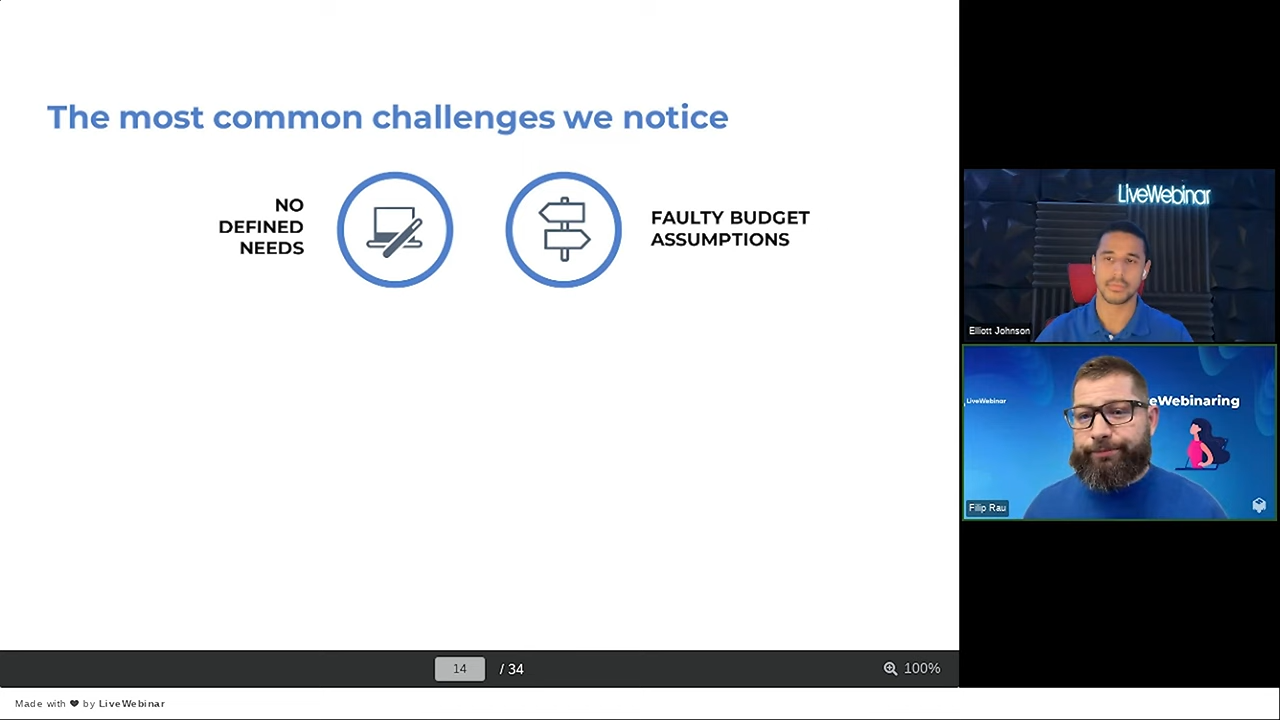 The most common challenges we notice
NO
DEFINED
NEEDS
FAULTY BUDGET
ASSUMPTIONS
LiveWebinar
Elliott Johnson
LiveWebinar
eWebinaring
Filip Rau
14 / 34
100%
Made with ❤ by LiveWebinar